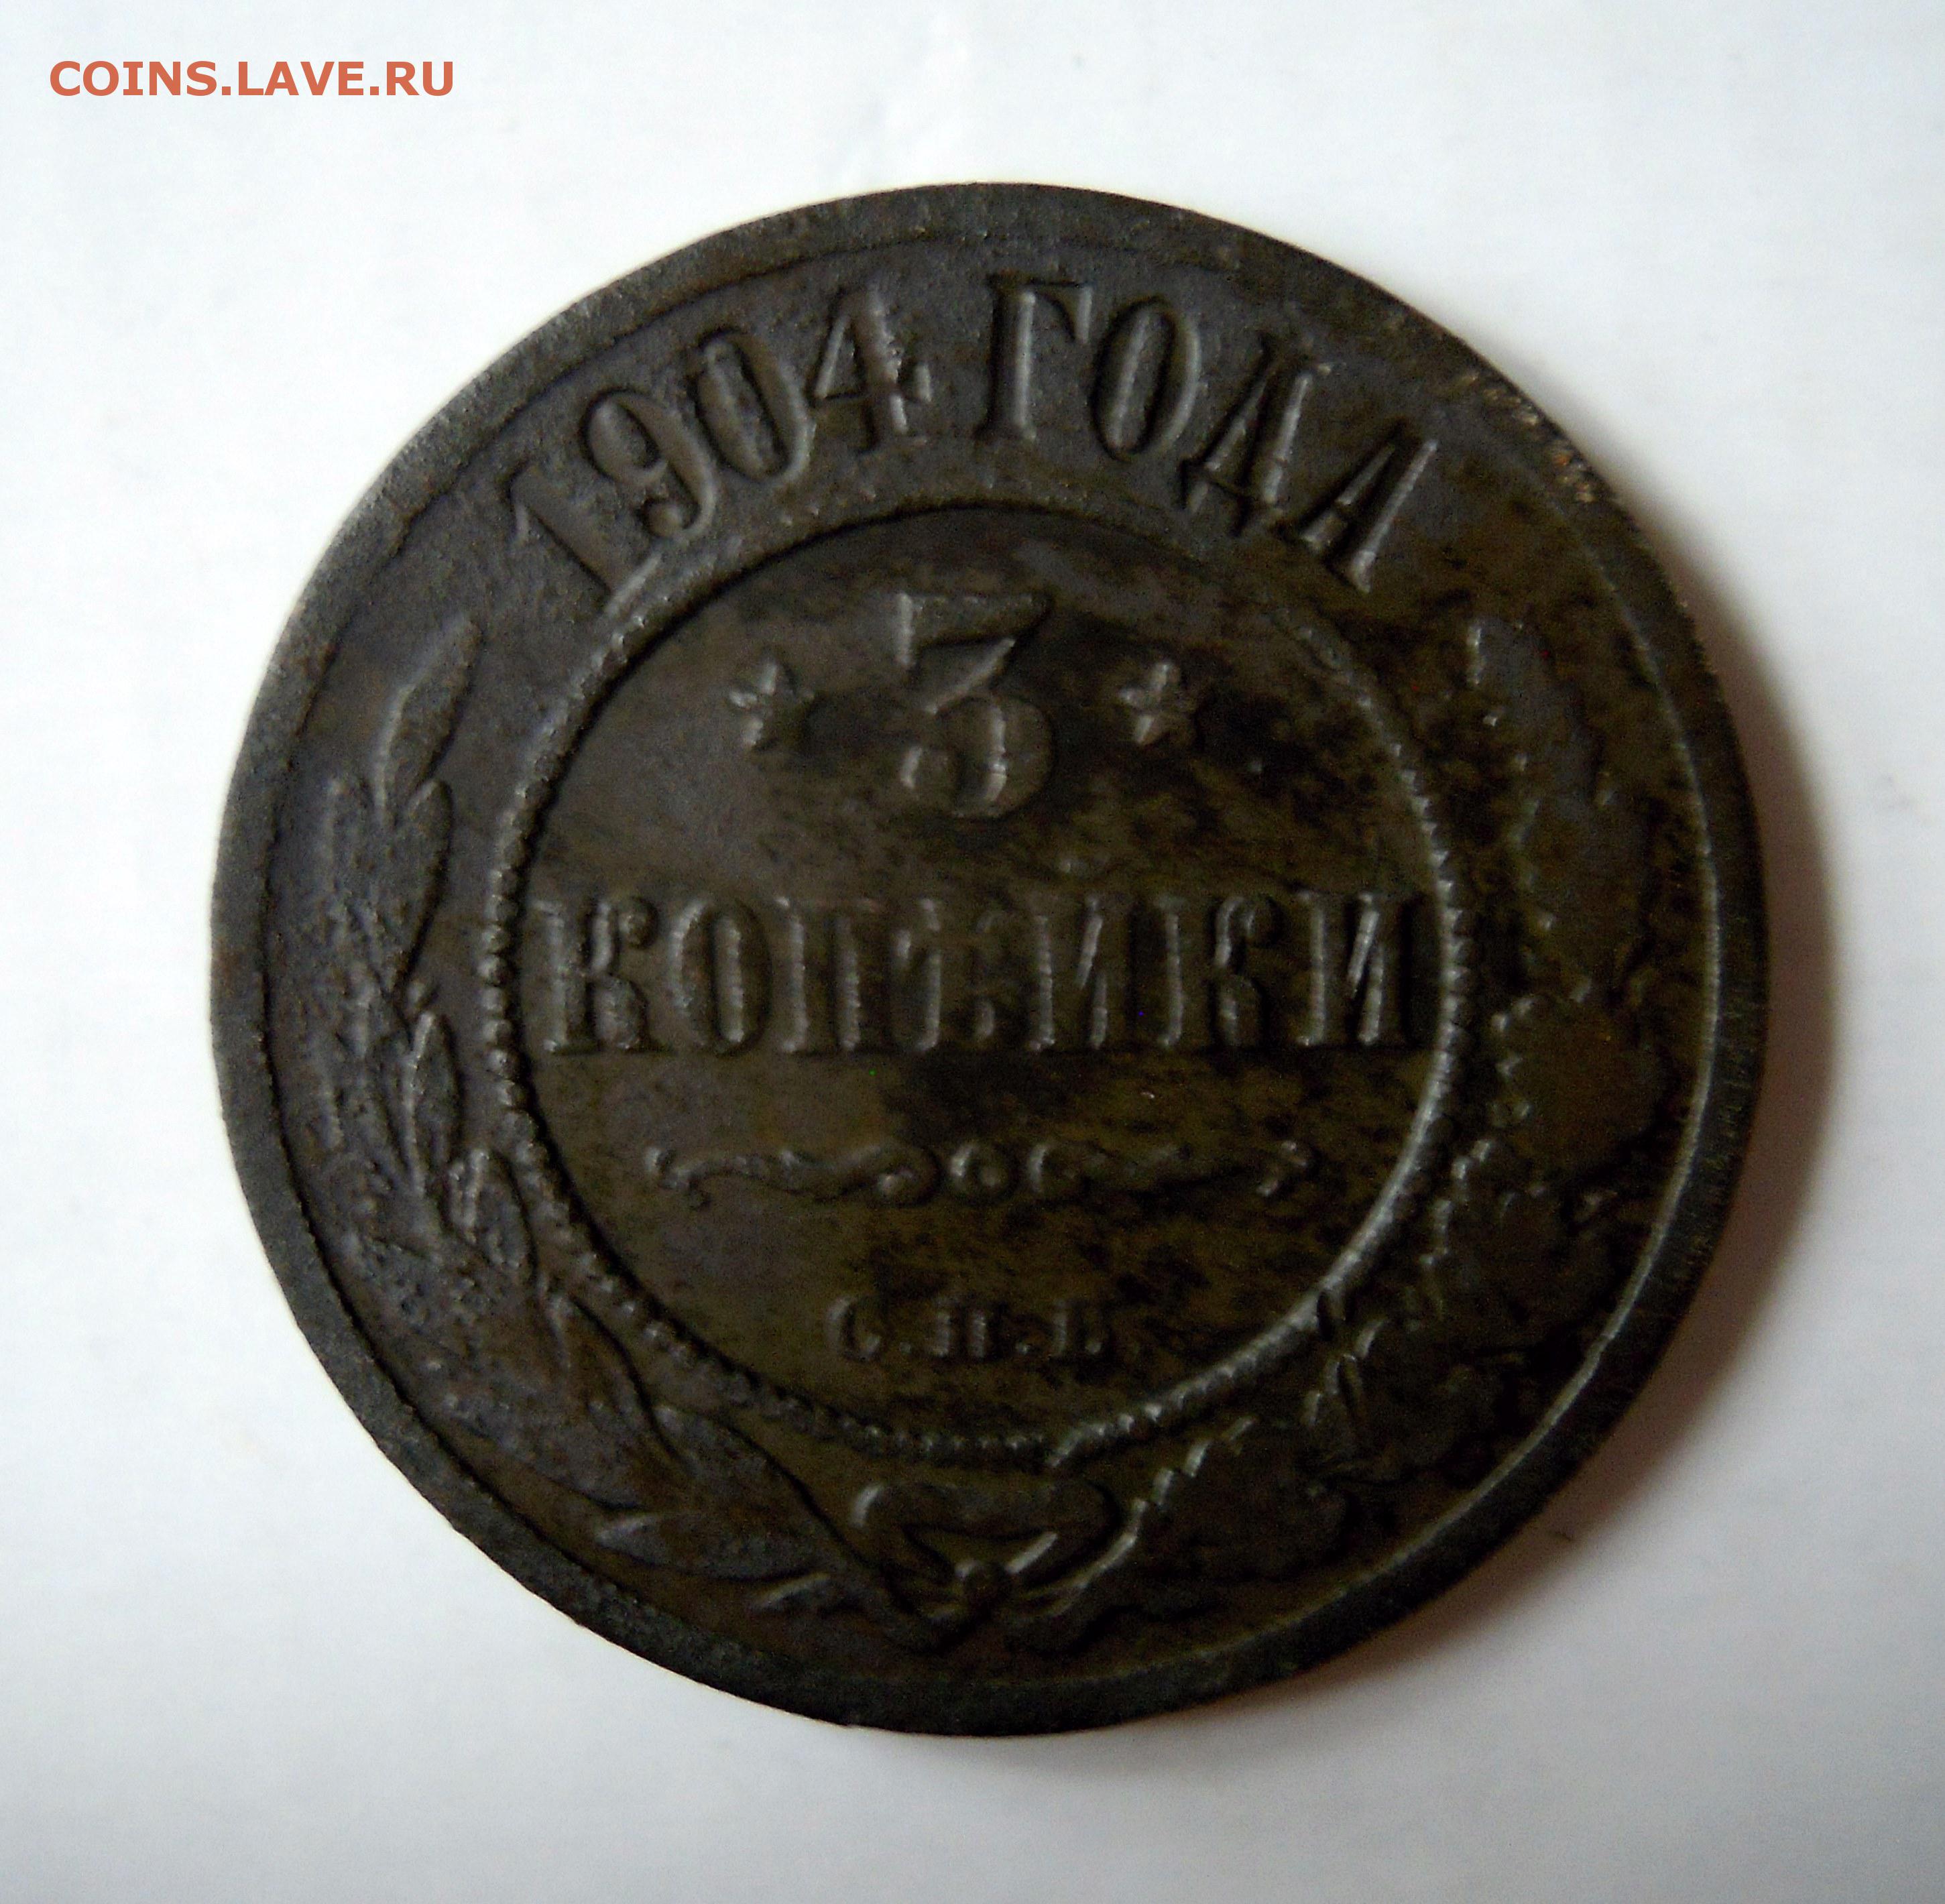 COINS.LAVE.RU
1904 ГОДА
* 3 *
КОПѢЙКИ
С.П.Б.